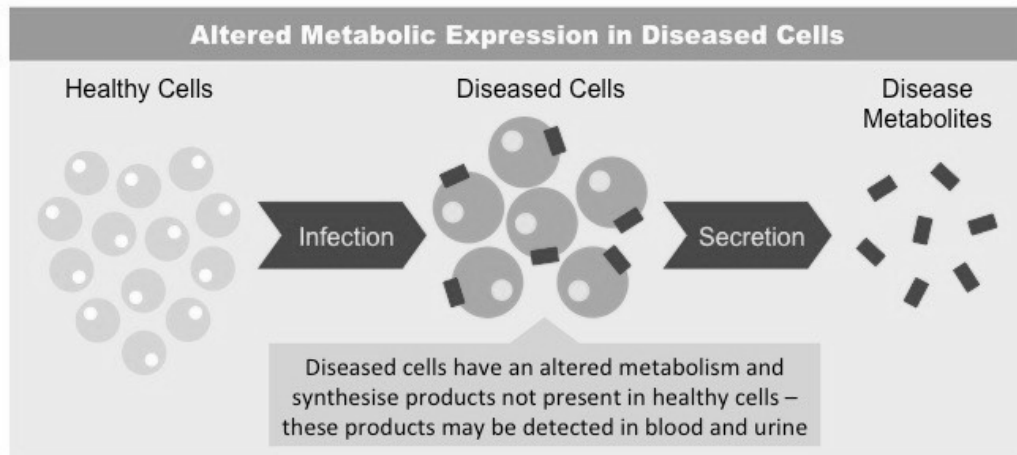 Altered Metabolic Expression in Diseased Cells
Healthy Cells
Diseased Cells
Disease
Metabolites
Infection
Secretion
Diseased cells have an altered metabolism and
synthesise products not present in healthy cells –
these products may be detected in blood and urine